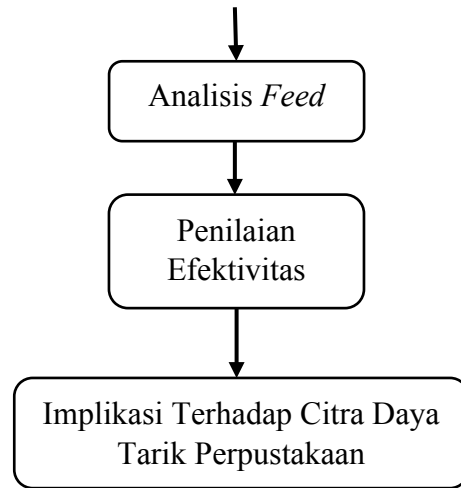 Analisis Feed
Penilaian
Efektivitas
Implikasi Terhadap Citra Daya
Tarik Perpustakaan